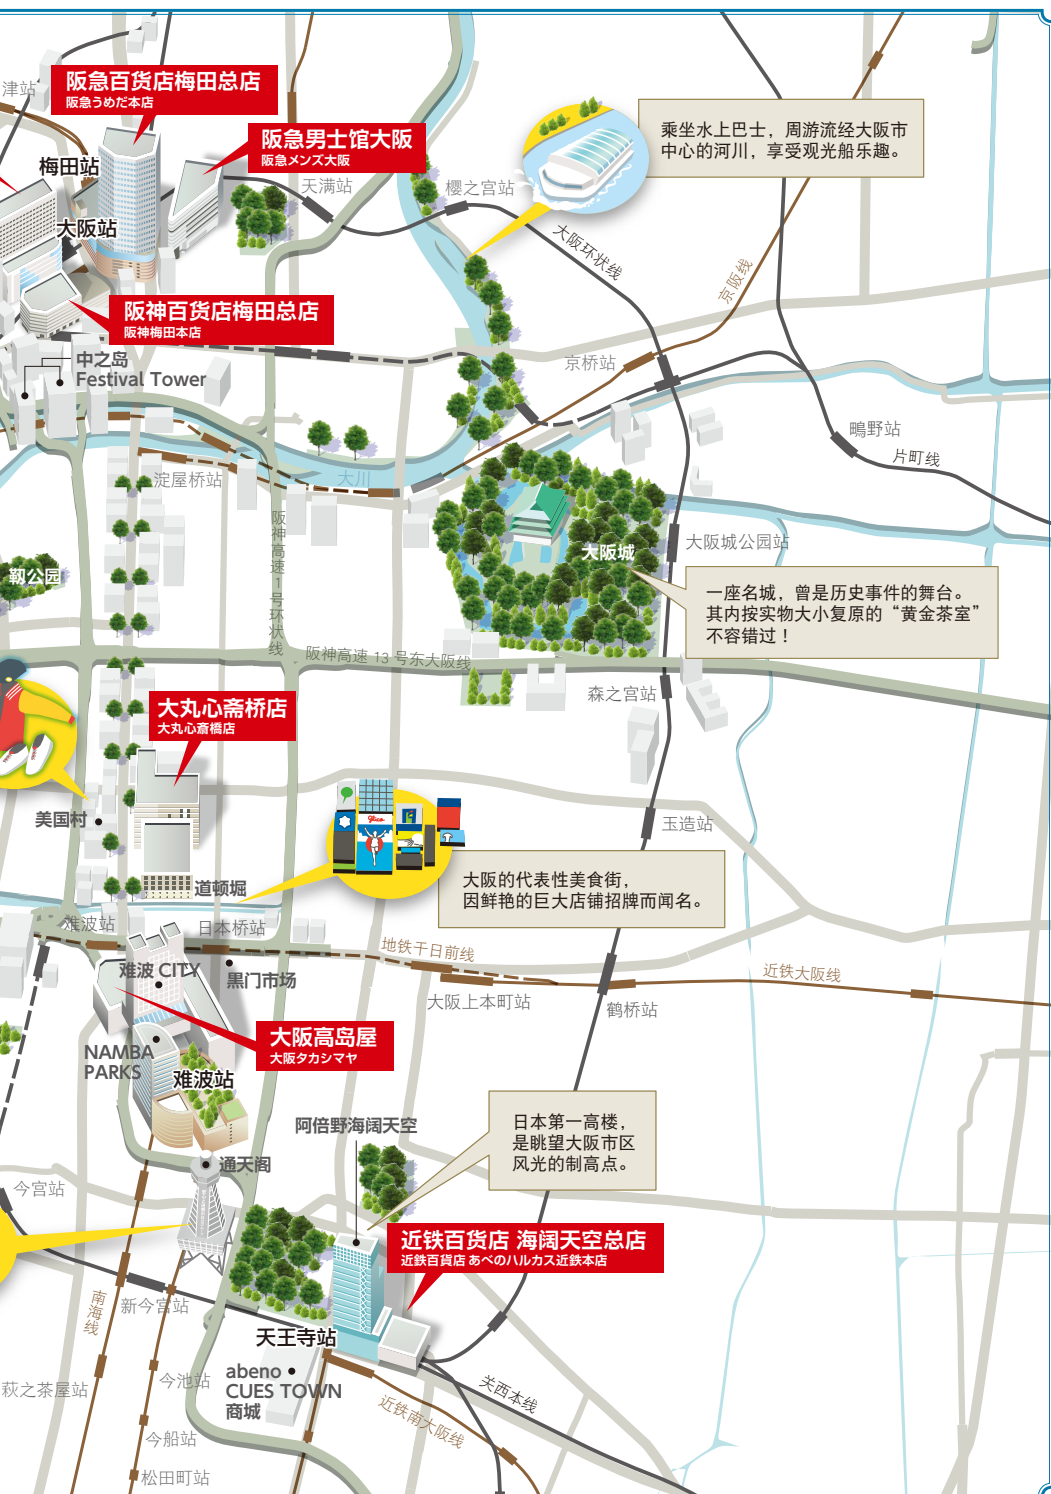 津站
阪急百货店梅田总店
阪急うめだ本店
阪急男士馆大阪
阪急メンズ大阪
乘坐水上巴士，周游流经大阪市
中心的河川，享受观光船乐趣。
梅田站
天满站
樱之宫站
大阪站
大阪环状线
京阪线
阪神百货店梅田总店
阪神梅田本店
中之岛
Festival Tower
京桥站
鴫野站
片町线
淀屋桥站
大川
阪神高速1号环状线
大阪城公园站
大阪城
靱公园
一座名城，曾是历史事件的舞台。
其内按实物大小复原的“黄金茶室”
不容错过！
阪神高速 13 号东大阪线
森之宫站
大丸心斋桥店
大丸心斎橋店
美国村
glico
玉造站
大阪的代表性美食街，
因鲜艳的巨大店铺招牌而闻名。
道顿堀
难波站
日本桥站
地铁千日前线
近铁大阪线
难波 CITY
黑门市场
大阪上本町站
鹤桥站
大阪高岛屋
大阪タカシマヤ
NAMBA
PARKS
难波站
日本第一高楼，
是眺望大阪市区
风光的制高点。
阿倍野海阔天空
通天阁
今宫站
近铁百货店 海阔天空总店
近鉄百貨店 あべのハルカス近鉄本店
南海线
新今宫站
天王寺站
萩之茶屋站
今池站
abeno
CUES TOWN
商城
关西本线
近铁南大阪线
今船站
松田町站